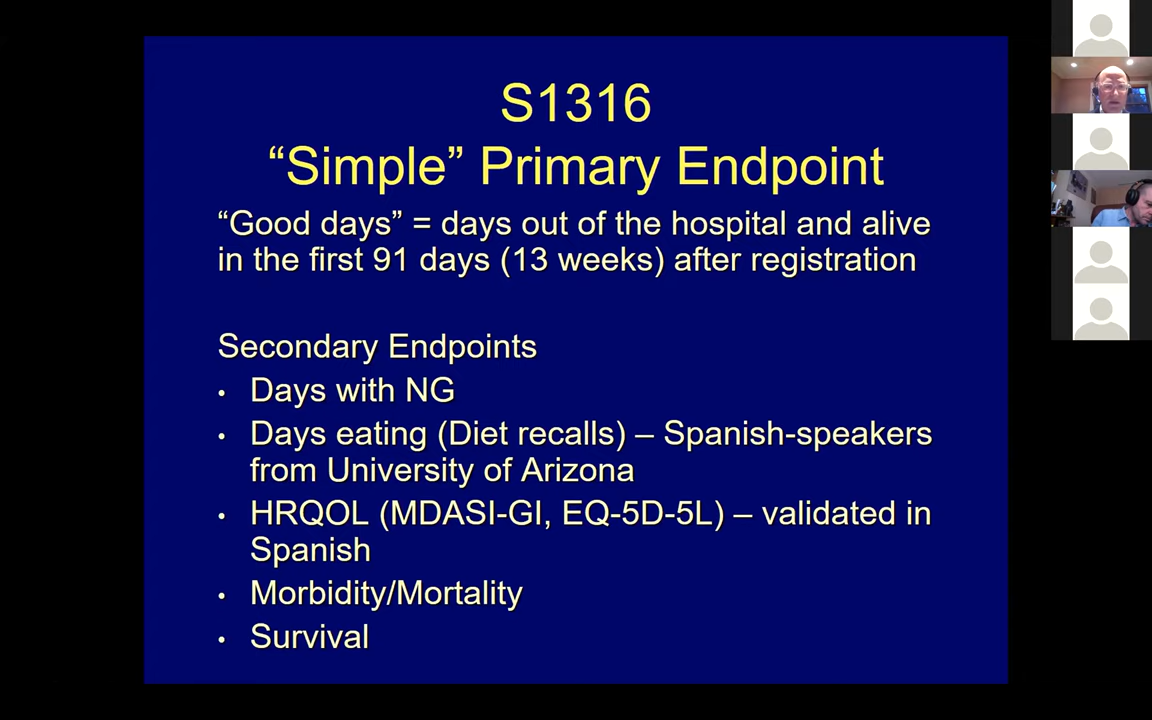 S1316
“Simple” Primary Endpoint
“Good days” = days out of the hospital and alive
in the first 91 days (13 weeks) after registration
Secondary Endpoints
• Days with NG
• Days eating (Diet recalls) – Spanish-speakers
from University of Arizona
• HRQOL (MDASI-GI, EQ-5D-5L) – validated in
Spanish
• Morbidity/Mortality
• Survival